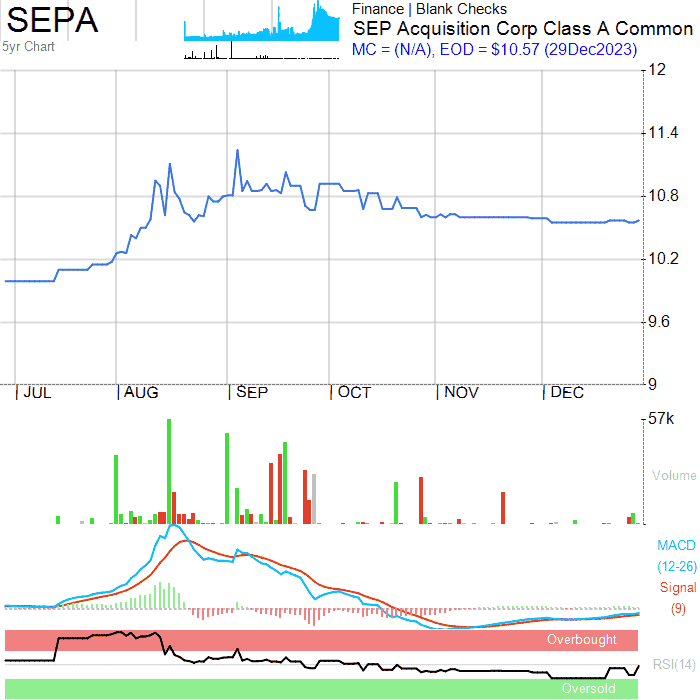 SEPA
5yr Chart
Finance | Blank Checks
SEP Acquisition Corp Class A Common
MC = (N/A), EOD = $10.57 (29Dec2023)
12
11.4
10.8
10.2
9.6
9
JUL AUG SEP OCT NOV DEC
57k
Volume
MACD
(12-26)
Signal
(9)
Overbought
RSI(14)
Oversold